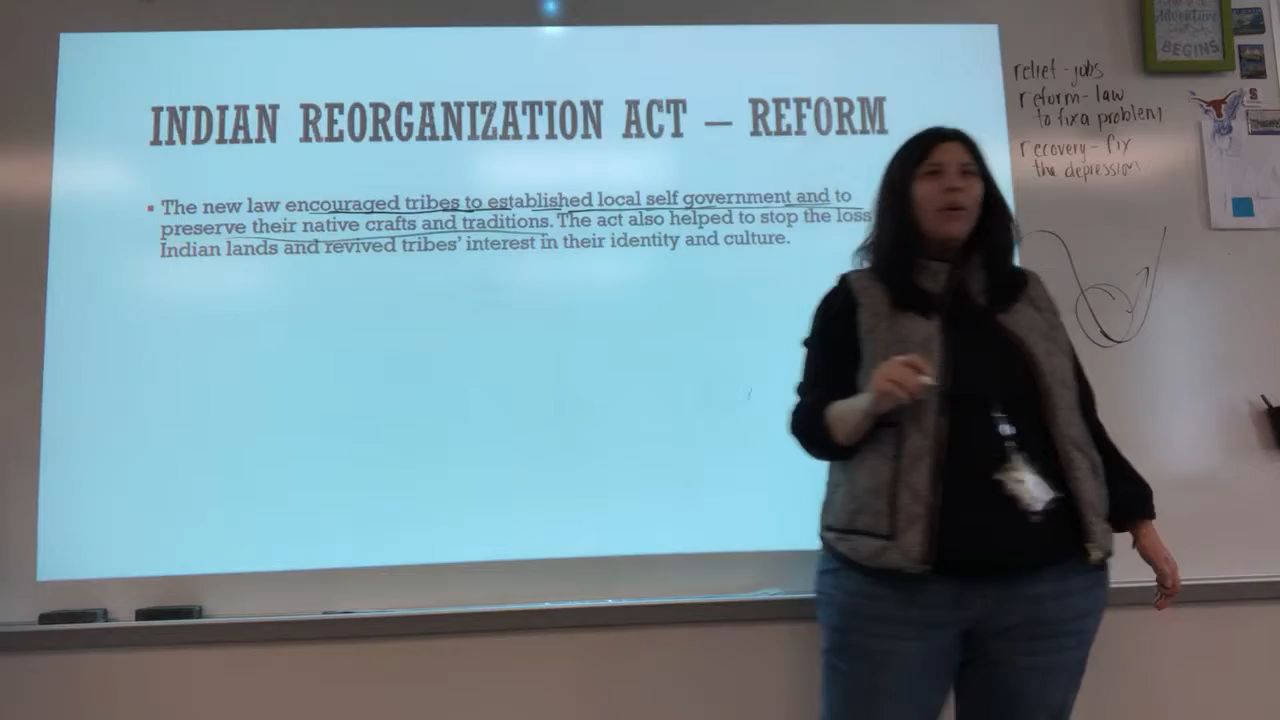 INDIAN REORGANIZATION ACT – REFORM
▪ The new law encouraged tribes to established local self government and to
preserve their native crafts and traditions. The act also helped to stop the loss
Indian lands and revived tribes' interest in their identity and culture.
relief - jobs
reform - law
to fix a problem
recovery - fix
the depression
Adventure
BEGINS
S